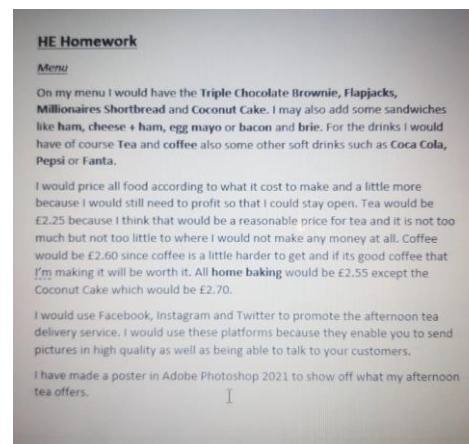 HE Homework
Menu
On my menu I would have the Triple Chocolate Brownie, Flapjacks,
Millionaires Shortbread and Coconut Cake. I may also add some sandwiches
like ham, cheese + ham, egg mayo or bacon and brie. For the drinks I would
have of course Tea and coffee also some other soft drinks such as Coca Cola,
Pepsi or Fanta.
I would price all food according to what it cost to make and a little more
because I would still need to profit so that I could stay open. Tea would be
£2.25 because I think that would be a reasonable price for tea and it is not too
much but not too little to where I would not make any money at all. Coffee
would be £2.60 since coffee is a little harder to get and if its good coffee that
I'm making it will be worth it. All home baking would be £2.55 except the
Coconut Cake which would be £2.70.
I would use Facebook, Instagram and Twitter to promote the afternoon tea
delivery service. I would use these platforms because they enable you to send
pictures in high quality as well as being able to talk to your customers.
I have made a poster in Adobe Photoshop 2021 to show off what my afternoon
tea offers.